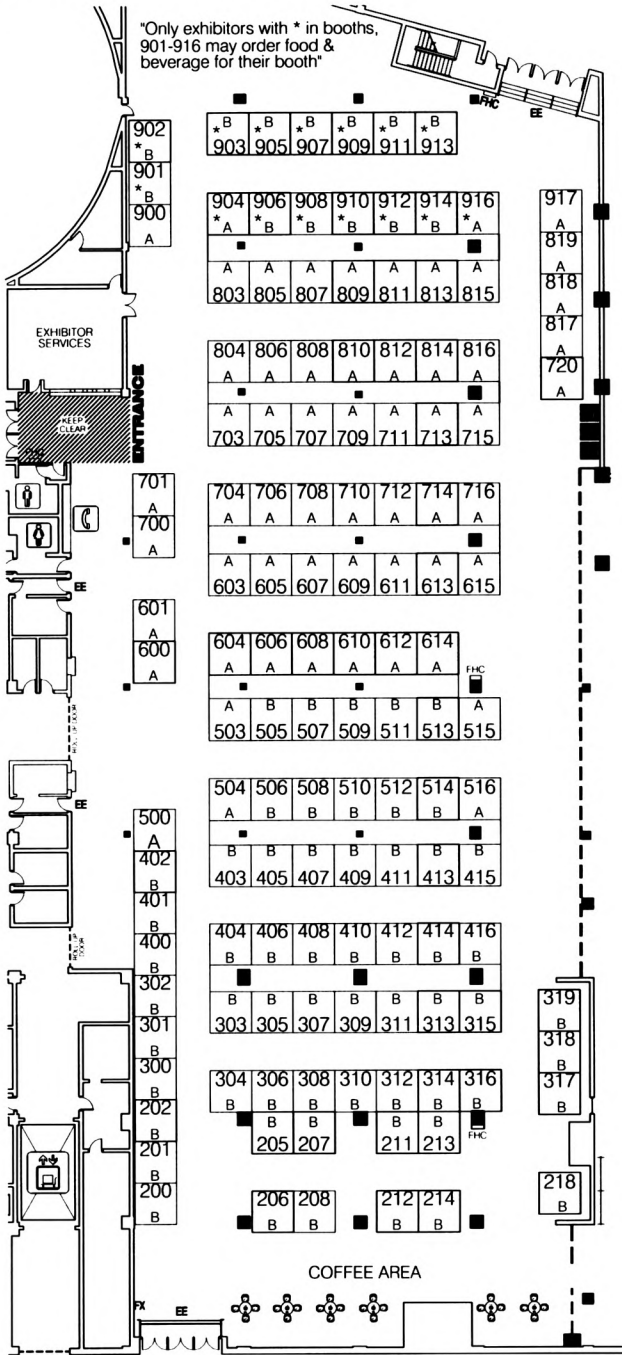 "Only exhibitors with * in booths,
901-916 may order food &
beverage for their booth"
FHC
EE
902
* B
901
* B
900
A
* B * B * B * B * B * B
903 905 907 909 911 913
904 906 908 910 912 914 916
* A * B * B * B * B * B * A
A A A A A A A
803 805 807 809 811 813 815
917
A
819
A
818
A
817
A
720
A
EXHIBITOR
SERVICES
KEEP
CLEAR
FHC
ENTRANCE
804 806 808 810 812 814 816
A A A A A A A
A A A A A A A
703 705 707 709 711 713 715
701
A
700
A
704 706 708 710 712 714 716
A A A A A A A
A A A A A A A
603 605 607 609 611 613 615
EE
601
A
600
A
604 606 608 610 612 614
A A A A A A
FHC
A B B B B B A
503 505 507 509 511 513 515
ROLL UP DOOR
EE
504 506 508 510 512 514 516
A B B B B B A
B B B B B B B
403 405 407 409 411 413 415
500
A
402
B
401
B
400
B
302
B
301
B
300
B
202
B
201
B
200
B
ROLL UP
DOOR
404 406 408 410 412 414 416
B B B B B B B
B B B B B B B
303 305 307 309 311 313 315
319
B
318
B
317
B
304 306 308 310 312 314 316
B B B B B B B
B B B B
205 207 211 213
FHC
218
B
206 208 212 214
B B B B
COFFEE AREA
FX
EE